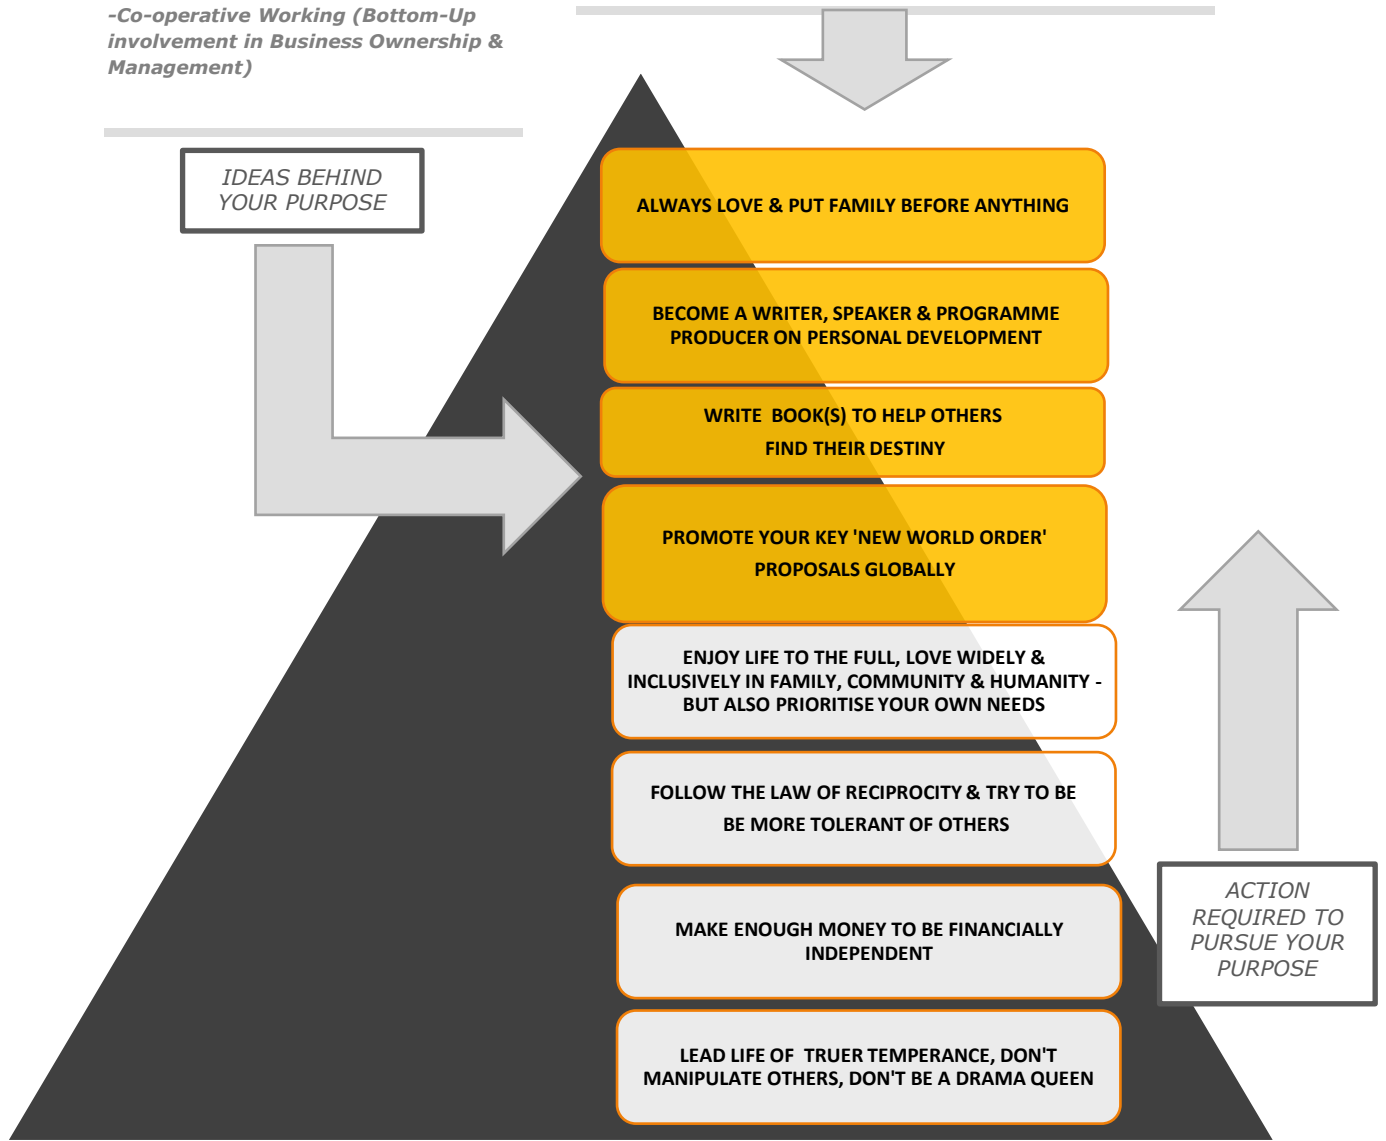 -Co-operative Working (Bottom-Up
involvement in Business Ownership &
Management)
IDEAS BEHIND
YOUR PURPOSE
ALWAYS LOVE & PUT FAMILY BEFORE ANYTHING
BECOME A WRITER, SPEAKER & PROGRAMME
PRODUCER ON PERSONAL DEVELOPMENT
WRITE BOOK(S) TO HELP OTHERS
FIND THEIR DESTINY
PROMOTE YOUR KEY 'NEW WORLD ORDER'
PROPOSALS GLOBALLY
ENJOY LIFE TO THE FULL, LOVE WIDELY &
INCLUSIVELY IN FAMILY, COMMUNITY & HUMANITY -
BUT ALSO PRIORITISE YOUR OWN NEEDS
FOLLOW THE LAW OF RECIPROCITY & TRY TO BE
BE MORE TOLERANT OF OTHERS
MAKE ENOUGH MONEY TO BE FINANCIALLY
INDEPENDENT
LEAD LIFE OF TRUER TEMPERANCE, DON'T
MANIPULATE OTHERS, DON'T BE A DRAMA QUEEN
ACTION
REQUIRED TO
PURSUE YOUR
PURPOSE